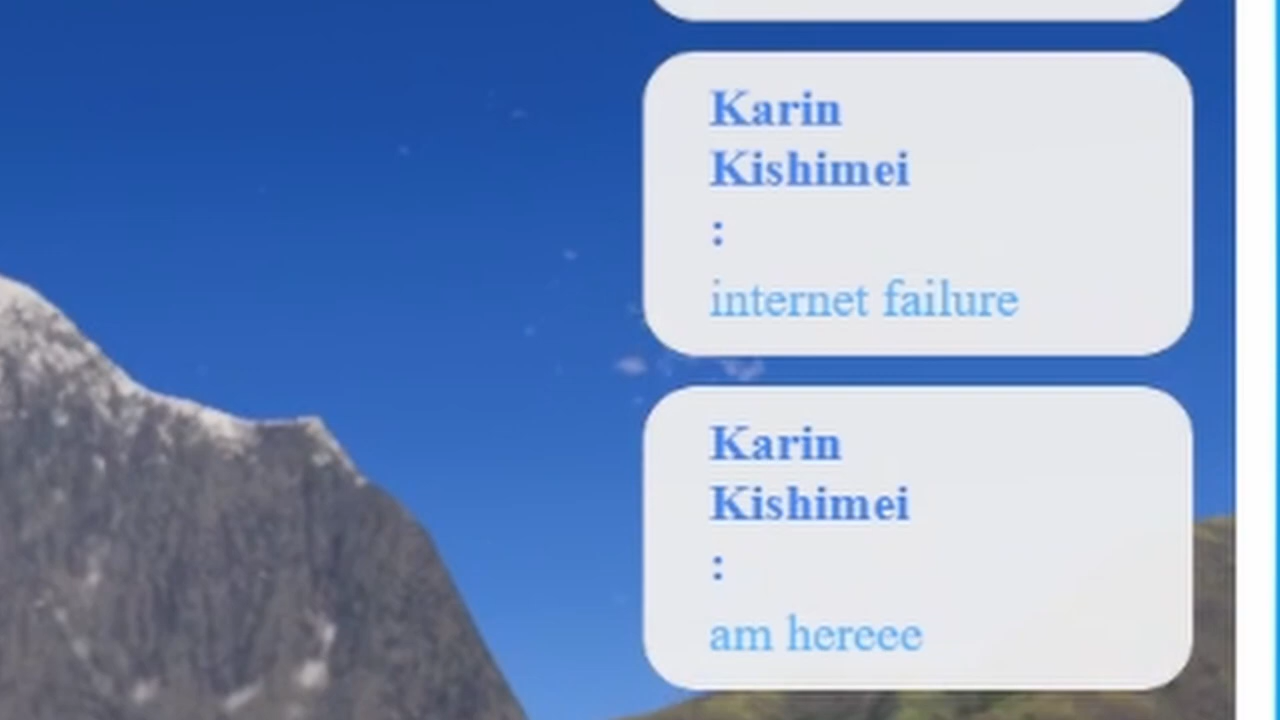 Karin
Kishimei
:
internet failure
Karin
Kishimei
:
am hereee